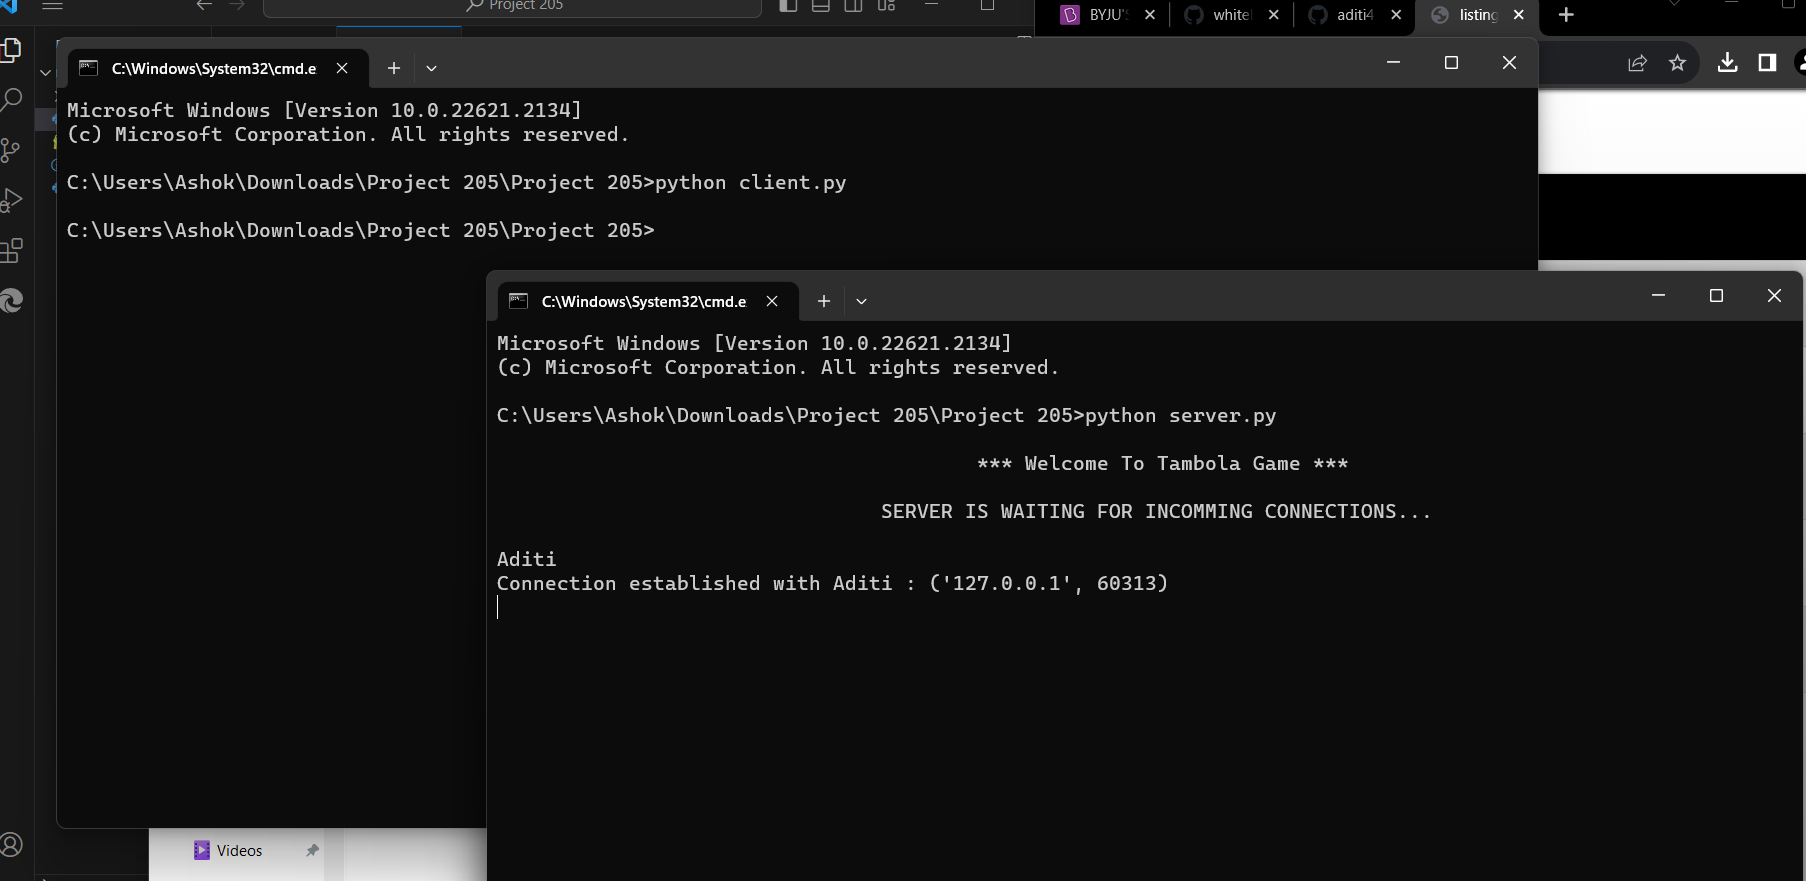 Project 205
BYJU'S
white
aditi4
listing
C:\Windows\System32\cmd.e
Microsoft Windows [Version 10.0.22621.2134]
(c) Microsoft Corporation. All rights reserved.
C:\Users\Ashok\Downloads\Project 205\Project 205>python client.py
C:\Users\Ashok\Downloads\Project 205\Project 205>
C:\Windows\System32\cmd.e
Microsoft Windows [Version 10.0.22621.2134]
(c) Microsoft Corporation. All rights reserved.
C:\Users\Ashok\Downloads\Project 205\Project 205>python server.py
*** Welcome To Tambola Game ***
SERVER IS WAITING FOR INCOMMING CONNECTIONS...
Aditi
Connection established with Aditi : ('127.0.0.1', 60313)
Videos